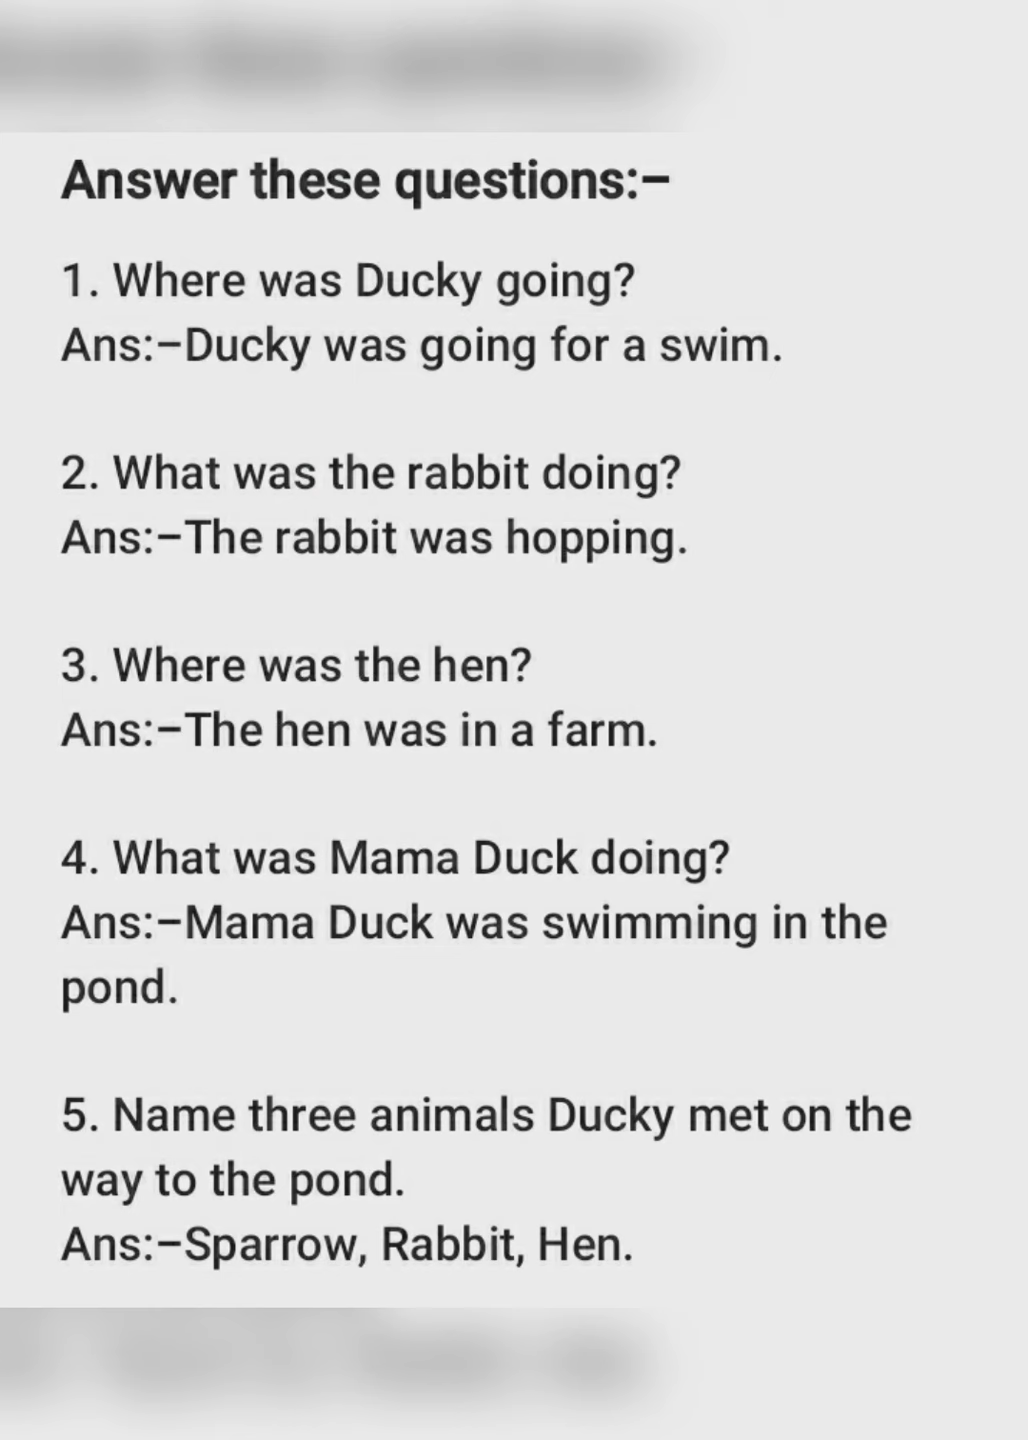 Answer these questions:–
1. Where was Ducky going?
Ans:–Ducky was going for a swim.
2. What was the rabbit doing?
Ans:–The rabbit was hopping.
3. Where was the hen?
Ans:–The hen was in a farm.
4. What was Mama Duck doing?
Ans:–Mama Duck was swimming in the
pond.
5. Name three animals Ducky met on the
way to the pond.
Ans:–Sparrow, Rabbit, Hen.